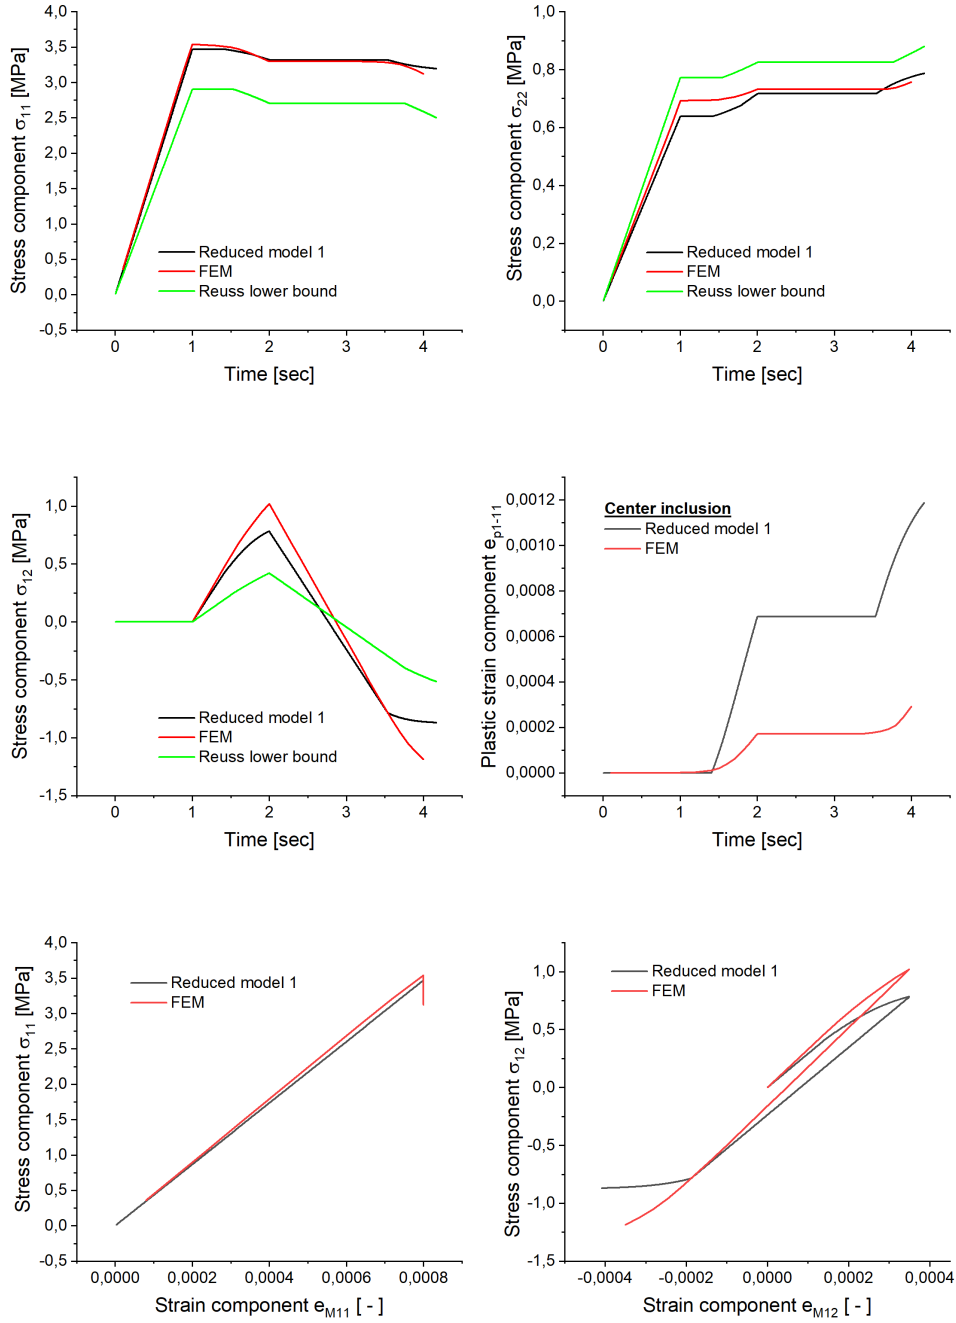 Stress component σ11 [MPa]
4,0
3,5
3,0
2,5
2,0
1,5
1,0
0,5
0,0
-0,5
Reduced model 1
FEM
Reuss lower bound
0 1 2 3 4
Time [sec]
Stress component σ22 [MPa]
1,0
0,8
0,6
0,4
0,2
0,0
Reduced model 1
FEM
Reuss lower bound
0 1 2 3 4
Time [sec]
Stress component σ12 [MPa]
1,0
0,5
0,0
-0,5
-1,0
-1,5
Reduced model 1
FEM
Reuss lower bound
0 1 2 3 4
Time [sec]
Plastic strain component ep1-11
0,0012
0,0010
0,0008
0,0006
0,0004
0,0002
0,0000
Center inclusion
Reduced model 1
FEM
0 1 2 3 4
Time [sec]
Stress component σ11 [MPa]
4,0
3,5
3,0
2,5
2,0
1,5
1,0
0,5
0,0
-0,5
Reduced model 1
FEM
0,0000 0,0002 0,0004 0,0006 0,0008
Strain component eM11 [ - ]
Stress component σ12 [MPa]
1,0
0,5
0,0
-0,5
-1,0
-1,5
Reduced model 1
FEM
-0,0004 -0,0002 0,0000 0,0002 0,0004
Strain component eM12 [ - ]